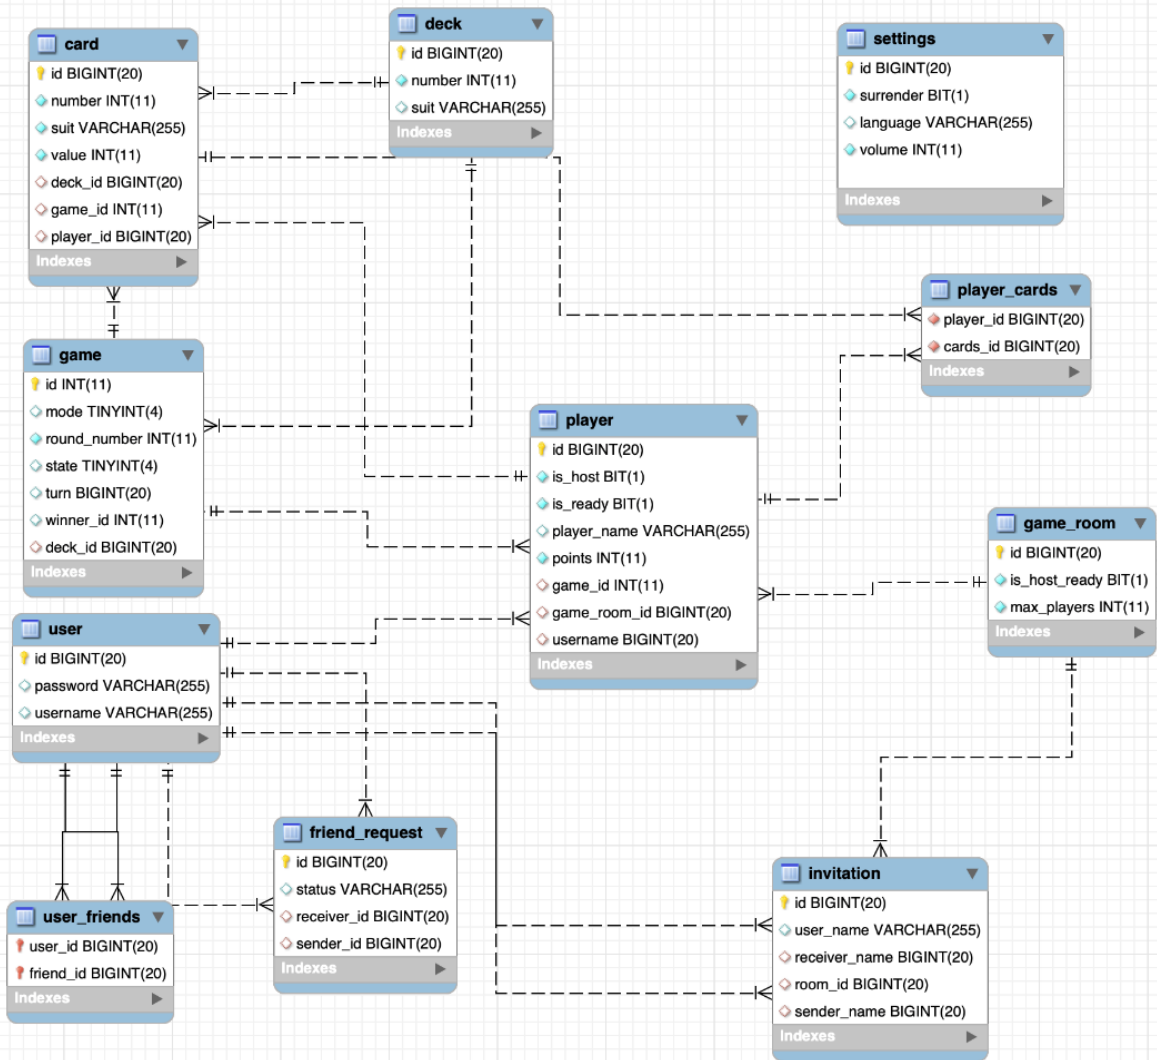 card
id BIGINT(20)
number INT(11)
suit VARCHAR(255)
value INT(11)
deck_id BIGINT(20)
game_id INT(11)
player_id BIGINT(20)
Indexes
deck
id BIGINT(20)
number INT(11)
suit VARCHAR(255)
Indexes
settings
id BIGINT(20)
surrender BIT(1)
language VARCHAR(255)
volume INT(11)
Indexes
player_cards
player_id BIGINT(20)
cards_id BIGINT(20)
Indexes
game
id INT(11)
mode TINYINT(4)
round_number INT(11)
state TINYINT(4)
turn BIGINT(20)
winner_id INT(11)
deck_id BIGINT(20)
Indexes
player
id BIGINT(20)
is_host BIT(1)
is_ready BIT(1)
player_name VARCHAR(255)
points INT(11)
game_id INT(11)
game_room_id BIGINT(20)
username BIGINT(20)
Indexes
game_room
id BIGINT(20)
is_host_ready BIT(1)
max_players INT(11)
Indexes
user
id BIGINT(20)
password VARCHAR(255)
username VARCHAR(255)
Indexes
friend_request
id BIGINT(20)
status VARCHAR(255)
receiver_id BIGINT(20)
sender_id BIGINT(20)
Indexes
invitation
id BIGINT(20)
user_name VARCHAR(255)
receiver_name BIGINT(20)
room_id BIGINT(20)
sender_name BIGINT(20)
Indexes
user_friends
user_id BIGINT(20)
friend_id BIGINT(20)
Indexes